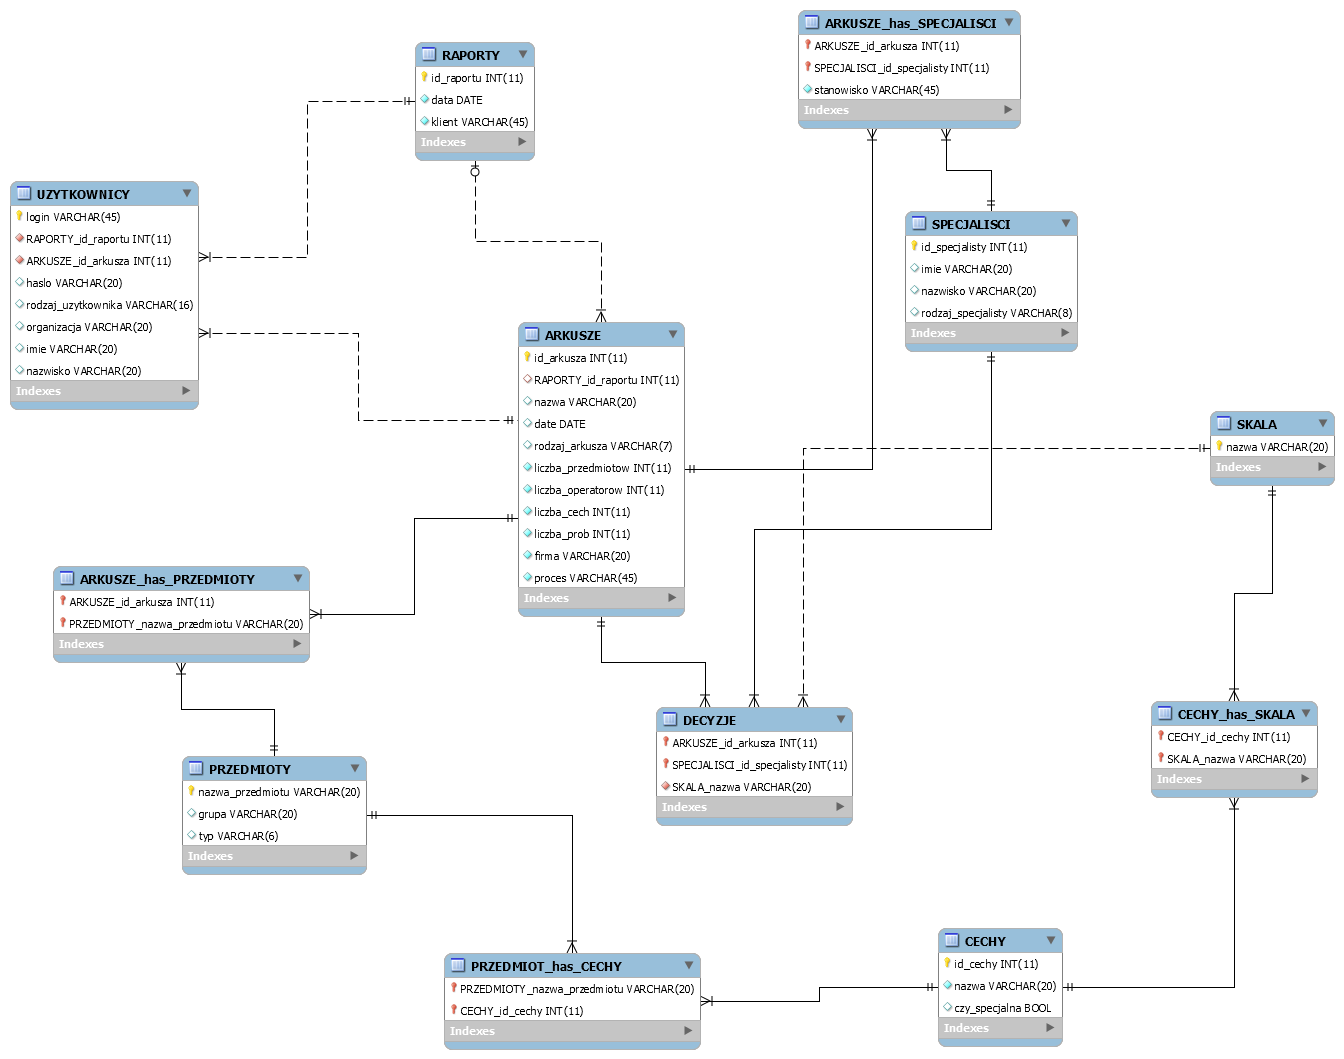 ARKUSZE_has_SPECJALISCI
ARKUSZE_id_arkusza INT(11)
SPECJALISCI_id_specjalisty INT(11)
stanowisko VARCHAR(45)
Indexes
RAPORTY
id_raportu INT(11)
data DATE
klient VARCHAR(45)
Indexes
UZYTKOWNICY
login VARCHAR(45)
RAPORTY_id_raportu INT(11)
ARKUSZE_id_arkusza INT(11)
haslo VARCHAR(20)
rodzaj_uzytkownika VARCHAR(16)
organizacja VARCHAR(20)
imie VARCHAR(20)
nazwisko VARCHAR(20)
Indexes
SPECJALISCI
id_specjalisty INT(11)
imie VARCHAR(20)
nazwisko VARCHAR(20)
rodzaj_specjalisty VARCHAR(8)
Indexes
ARKUSZE
id_arkusza INT(11)
RAPORTY_id_raportu INT(11)
nazwa VARCHAR(20)
date DATE
rodzaj_arkusza VARCHAR(7)
liczba_przedmiotow INT(11)
liczba_operatorow INT(11)
liczba_cech INT(11)
liczba_prob INT(11)
firma VARCHAR(20)
proces VARCHAR(45)
Indexes
SKALA
nazwa VARCHAR(20)
Indexes
ARKUSZE_has_PRZEDMIOTY
ARKUSZE_id_arkusza INT(11)
PRZEDMIOTY_nazwa_przedmiotu VARCHAR(20)
Indexes
DECYZJE
ARKUSZE_id_arkusza INT(11)
SPECJALISCI_id_specjalisty INT(11)
SKALA_nazwa VARCHAR(20)
Indexes
CECHY_has_SKALA
CECHY_id_cechy INT(11)
SKALA_nazwa VARCHAR(20)
Indexes
PRZEDMIOTY
nazwa_przedmiotu VARCHAR(20)
grupa VARCHAR(20)
typ VARCHAR(6)
Indexes
PRZEDMIOT_has_CECHY
PRZEDMIOTY_nazwa_przedmiotu VARCHAR(20)
CECHY_id_cechy INT(11)
Indexes
CECHY
id_cechy INT(11)
nazwa VARCHAR(20)
czy_specjalna BOOL
Indexes